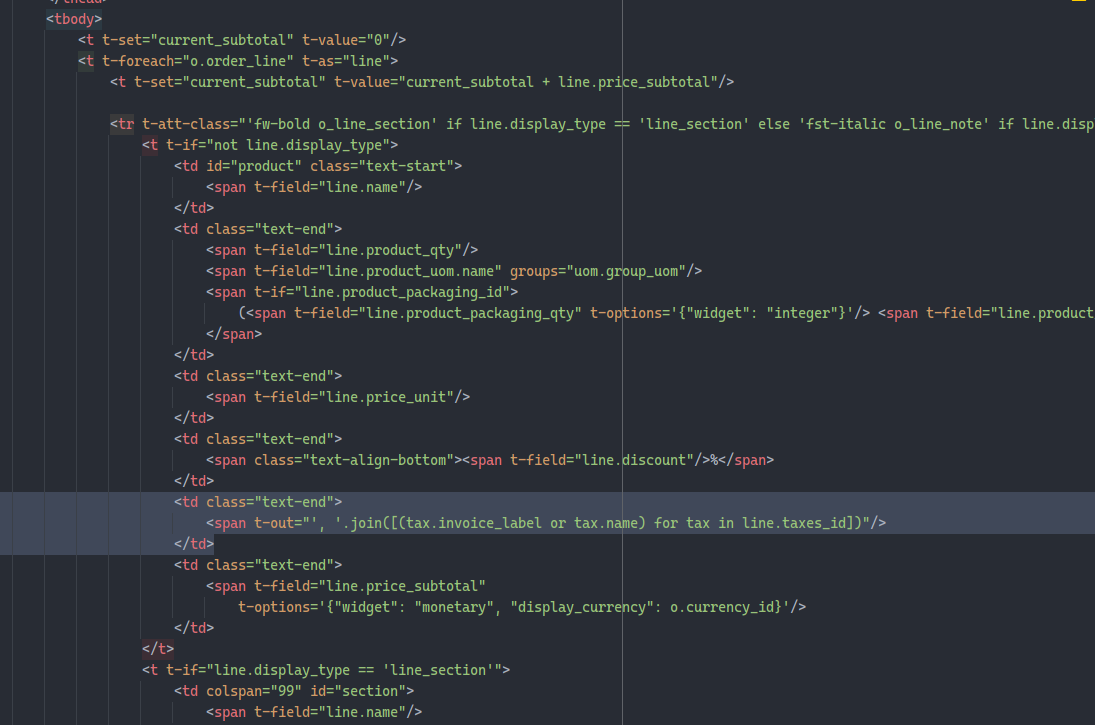 <tbody>
<t t-set="current_subtotal" t-value="0"/>
<t t-foreach="o.order_line" t-as="line">
<t t-set="current_subtotal" t-value="current_subtotal + line.price_subtotal"/>
<tr t-att-class="'fw-bold o_line_section' if line.display_type == 'line_section' else 'fst-italic o_line_note' if line.disp
<t t-if="not line.display_type">
<td id="product" class="text-start">
<span t-field="line.name"/>
</td>
<td class="text-end">
<span t-field="line.product_qty"/>
<span t-field="line.product_uom.name" groups="uom.group_uom"/>
<span t-if="line.product_packaging_id">
(<span t-field="line.product_packaging_qty" t-options='{"widget": "integer"}'/> <span t-field="line.product
</span>
</td>
<td class="text-end">
<span t-field="line.price_unit"/>
</td>
<td class="text-end">
<span class="text-align-bottom"><span t-field="line.discount"/>%</span>
</td>
<td class="text-end">
<span t-out="', '.join([(tax.invoice_label or tax.name) for tax in line.taxes_id])"/>
</td>
<td class="text-end">
<span t-field="line.price_subtotal"
t-options='{"widget": "monetary", "display_currency": o.currency_id}'/>
</td>
</t>
<t t-if="line.display_type == 'line_section'">
<td colspan="99" id="section">
<span t-field="line.name"/>